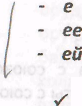 - е
- ее
- ей